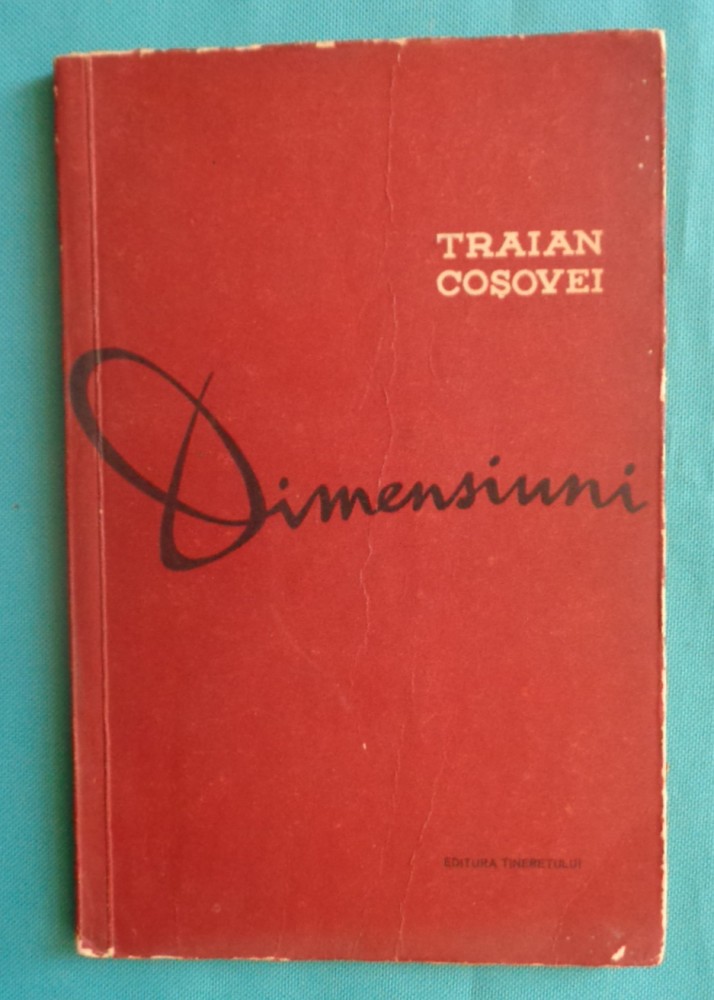 TRAIAN
COȘOVEI
Dimensiuni
EDITURA TINERETULUI